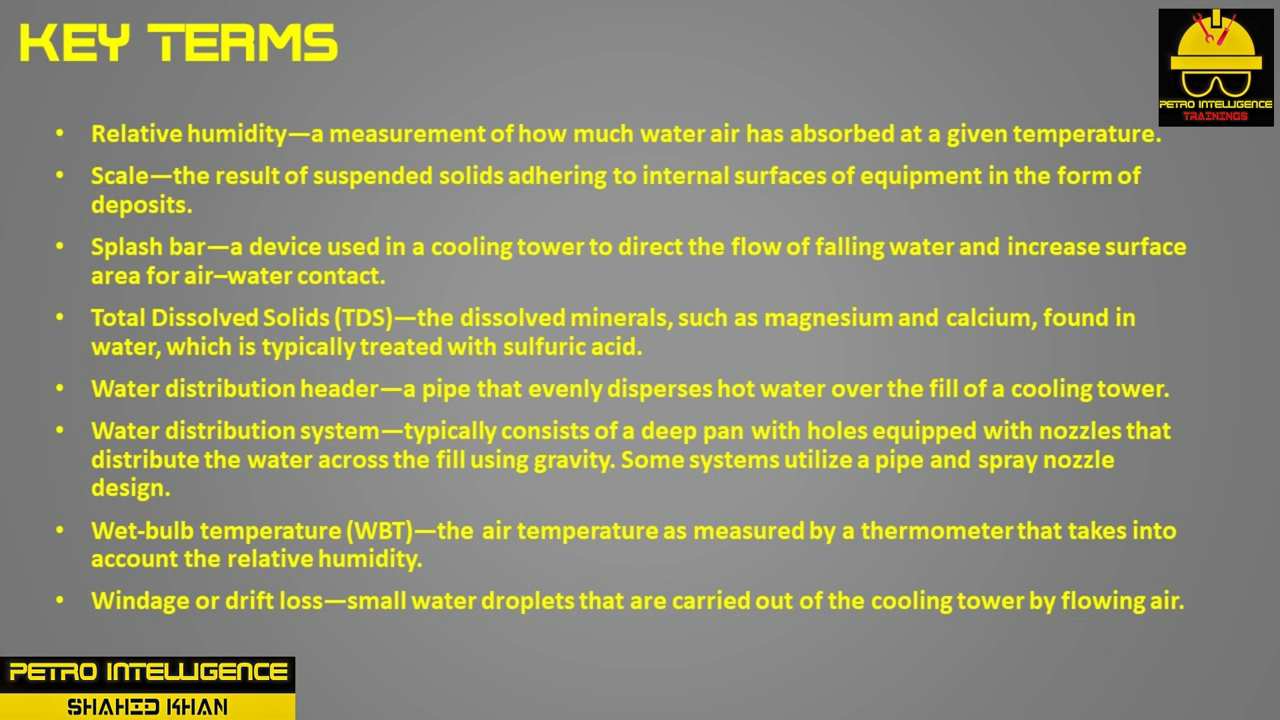 KEY TERMS
PETRO INTELLIGENCE
TRAININGS
• Relative humidity—a measurement of how much water air has absorbed at a given temperature.
• Scale—the result of suspended solids adhering to internal surfaces of equipment in the form of
deposits.
• Splash bar—a device used in a cooling tower to direct the flow of falling water and increase surface
area for air–water contact.
• Total Dissolved Solids (TDS)—the dissolved minerals, such as magnesium and calcium, found in
water, which is typically treated with sulfuric acid.
• Water distribution header—a pipe that evenly disperses hot water over the fill of a cooling tower.
• Water distribution system—typically consists of a deep pan with holes equipped with nozzles that
distribute the water across the fill using gravity. Some systems utilize a pipe and spray nozzle
design.
• Wet-bulb temperature (WBT)—the air temperature as measured by a thermometer that takes into
account the relative humidity.
• Windage or drift loss—small water droplets that are carried out of the cooling tower by flowing air.
PETRO INTELLIGENCE
SHAHID KHAN